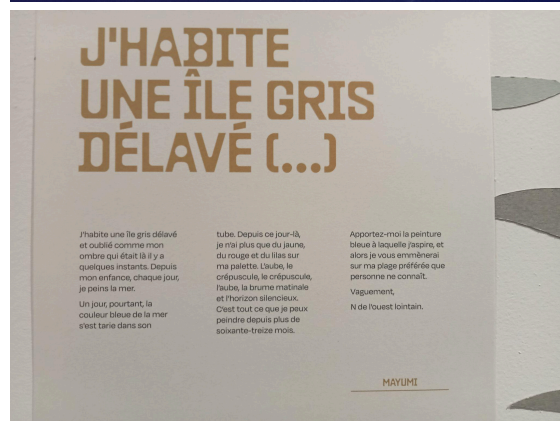 J'HABITE
UNE ÎLE GRIS
DÉLAVÉ (...)
J'habite une île gris délavé
et oublié comme mon
ombre qui était là il y a
quelques instants. Depuis
mon enfance, chaque jour,
je peins la mer.
Un jour, pourtant, la
couleur bleue de la mer
s'est tarie dans son
tube. Depuis ce jour-là,
je n'ai plus que du jaune,
du rouge et du lilas sur
ma palette. L'aube, le
crépuscule, le crépuscule,
l'aube, la brume matinale
et l'horizon silencieux.
C'est tout ce que je peux
peindre depuis plus de
soixante-treize mois.
Apportez-moi la peinture
bleue à laquelle j'aspire, et
alors je vous emmènerai
sur ma plage préférée que
personne ne connaît.
Vaguement,
N de l'ouest lointain.
MAYUMI